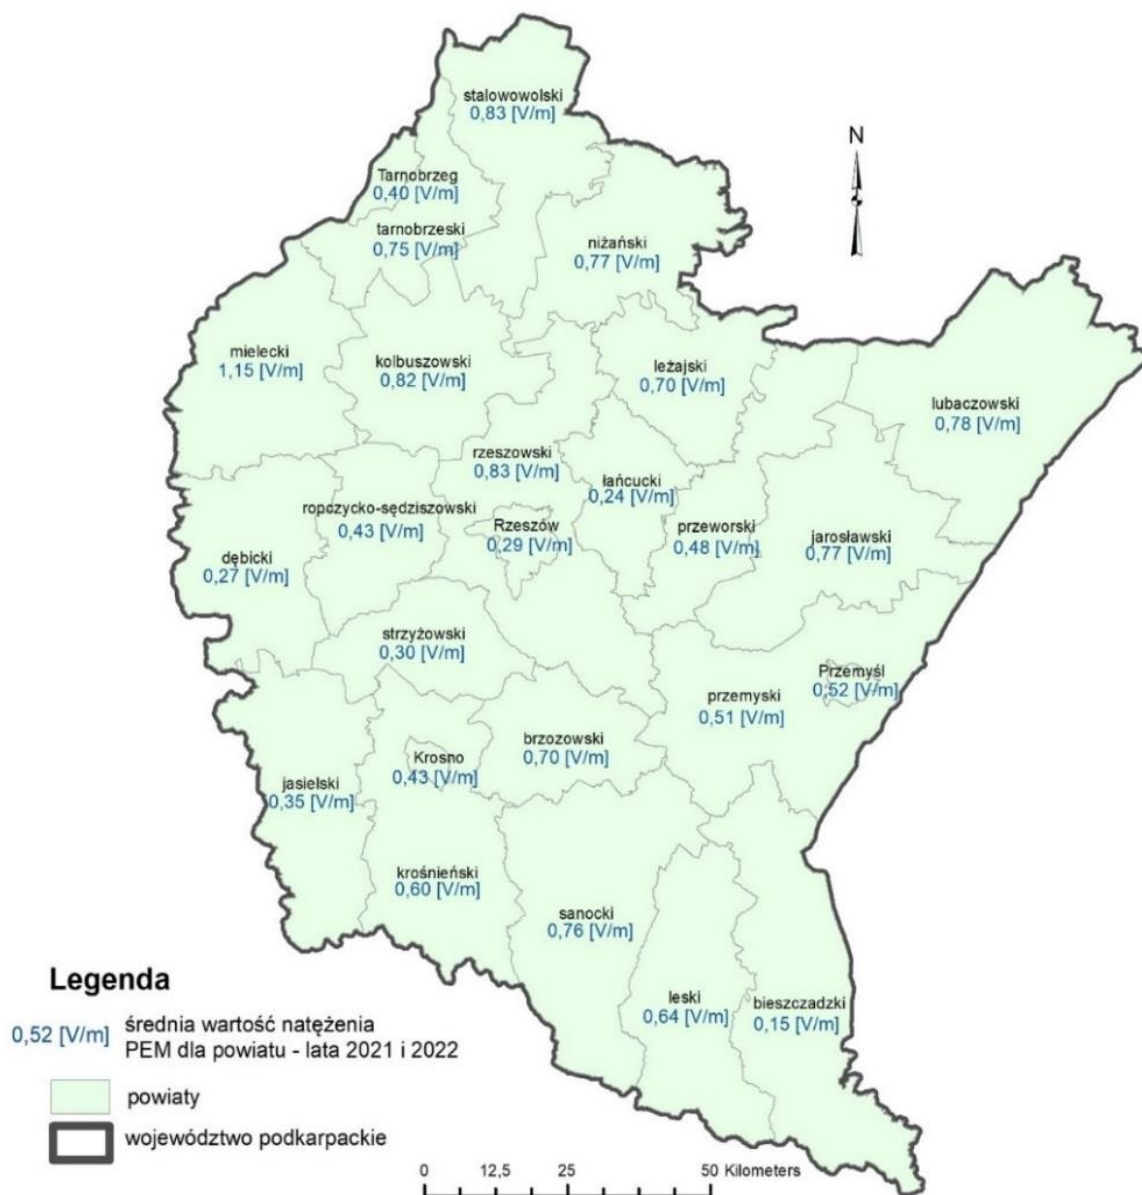 stalowowolski
0,83 [V/m]
N
Tarnobrzeg
0,40 [V/m]
tarnobrzeski
0,75 [V/m]
niżański
0,77 [V/m]
mielecki
1,15 [V/m]
kolbuszowski
0,82 [V/m]
leżajski
0,70 [V/m]
lubaczowski
0,78 [V/m]
rzeszowski
0,83 [V/m]
łańcucki
0,24 [V/m]
ropczycko-sędziszowski
0,43 [V/m]
Rzeszów
0,29 [V/m]
przeworski
0,48 [V/m]
jarosławski
0,77 [V/m]
dębicki
0,27 [V/m]
strzyżowski
0,30 [V/m]
Przemyśl
0,52 [V/m]
przemyski
0,51 [V/m]
brzozowski
0,70 [V/m]
Krosno
0,43 [V/m]
jasielski
0,35 [V/m]
krośnieński
0,60 [V/m]
sanocki
0,76 [V/m]
leski
0,64 [V/m]
bieszczadzki
0,15 [V/m]
Legenda
0,52 [V/m] średnia wartość natężenia
PEM dla powiatu - lata 2021 i 2022
powiaty
województwo podkarpackie
0 12,5 25 50 Kilometers